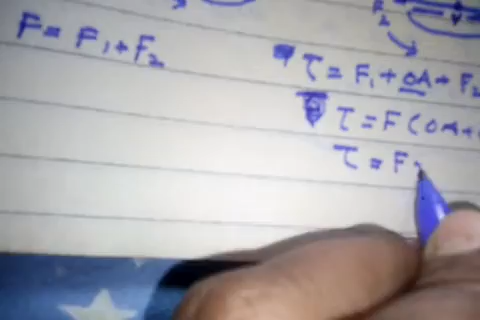 F = F₁ + F₂
τ = F₁ + OA + F₂
τ = F (OA +
τ = F